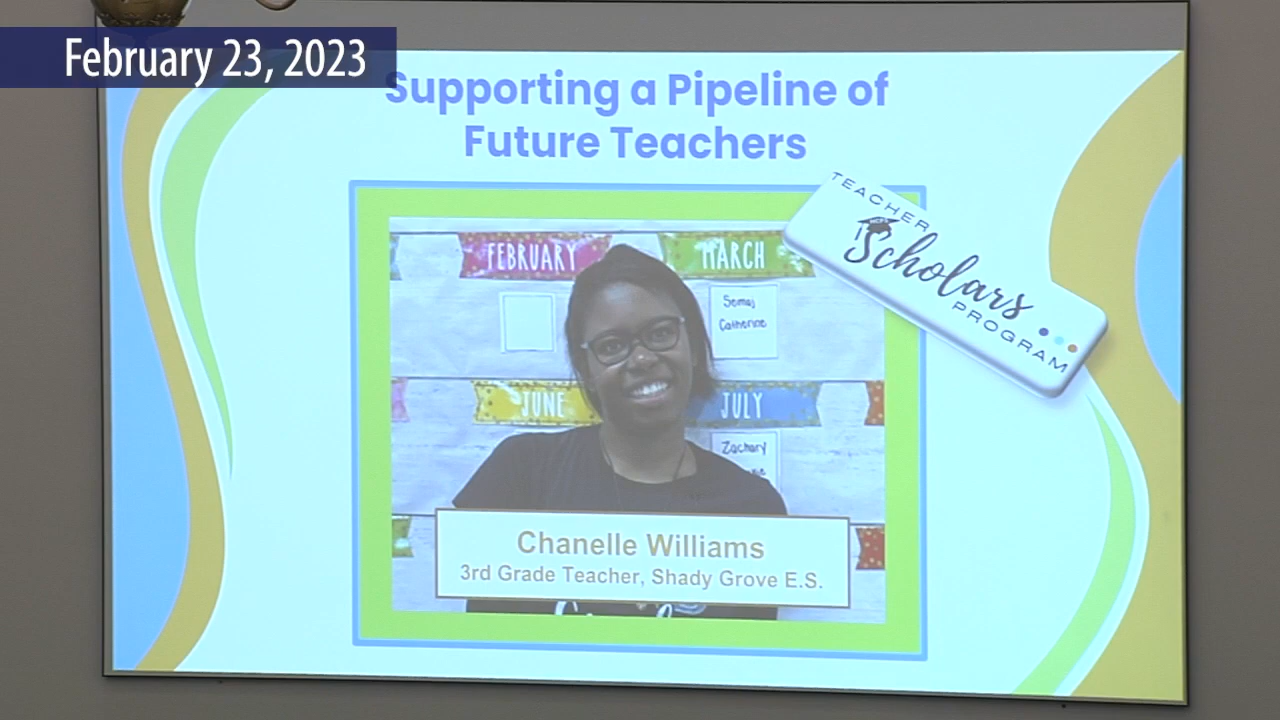 February 23, 2023
Supporting a Pipeline of
Future Teachers
TEACHER
Scholars
PROGRAM
FEBRUARY
MARCH
Semaj
Catherine
JUNE
JULY
Zachary
Chanelle Williams
3rd Grade Teacher, Shady Grove E.S.